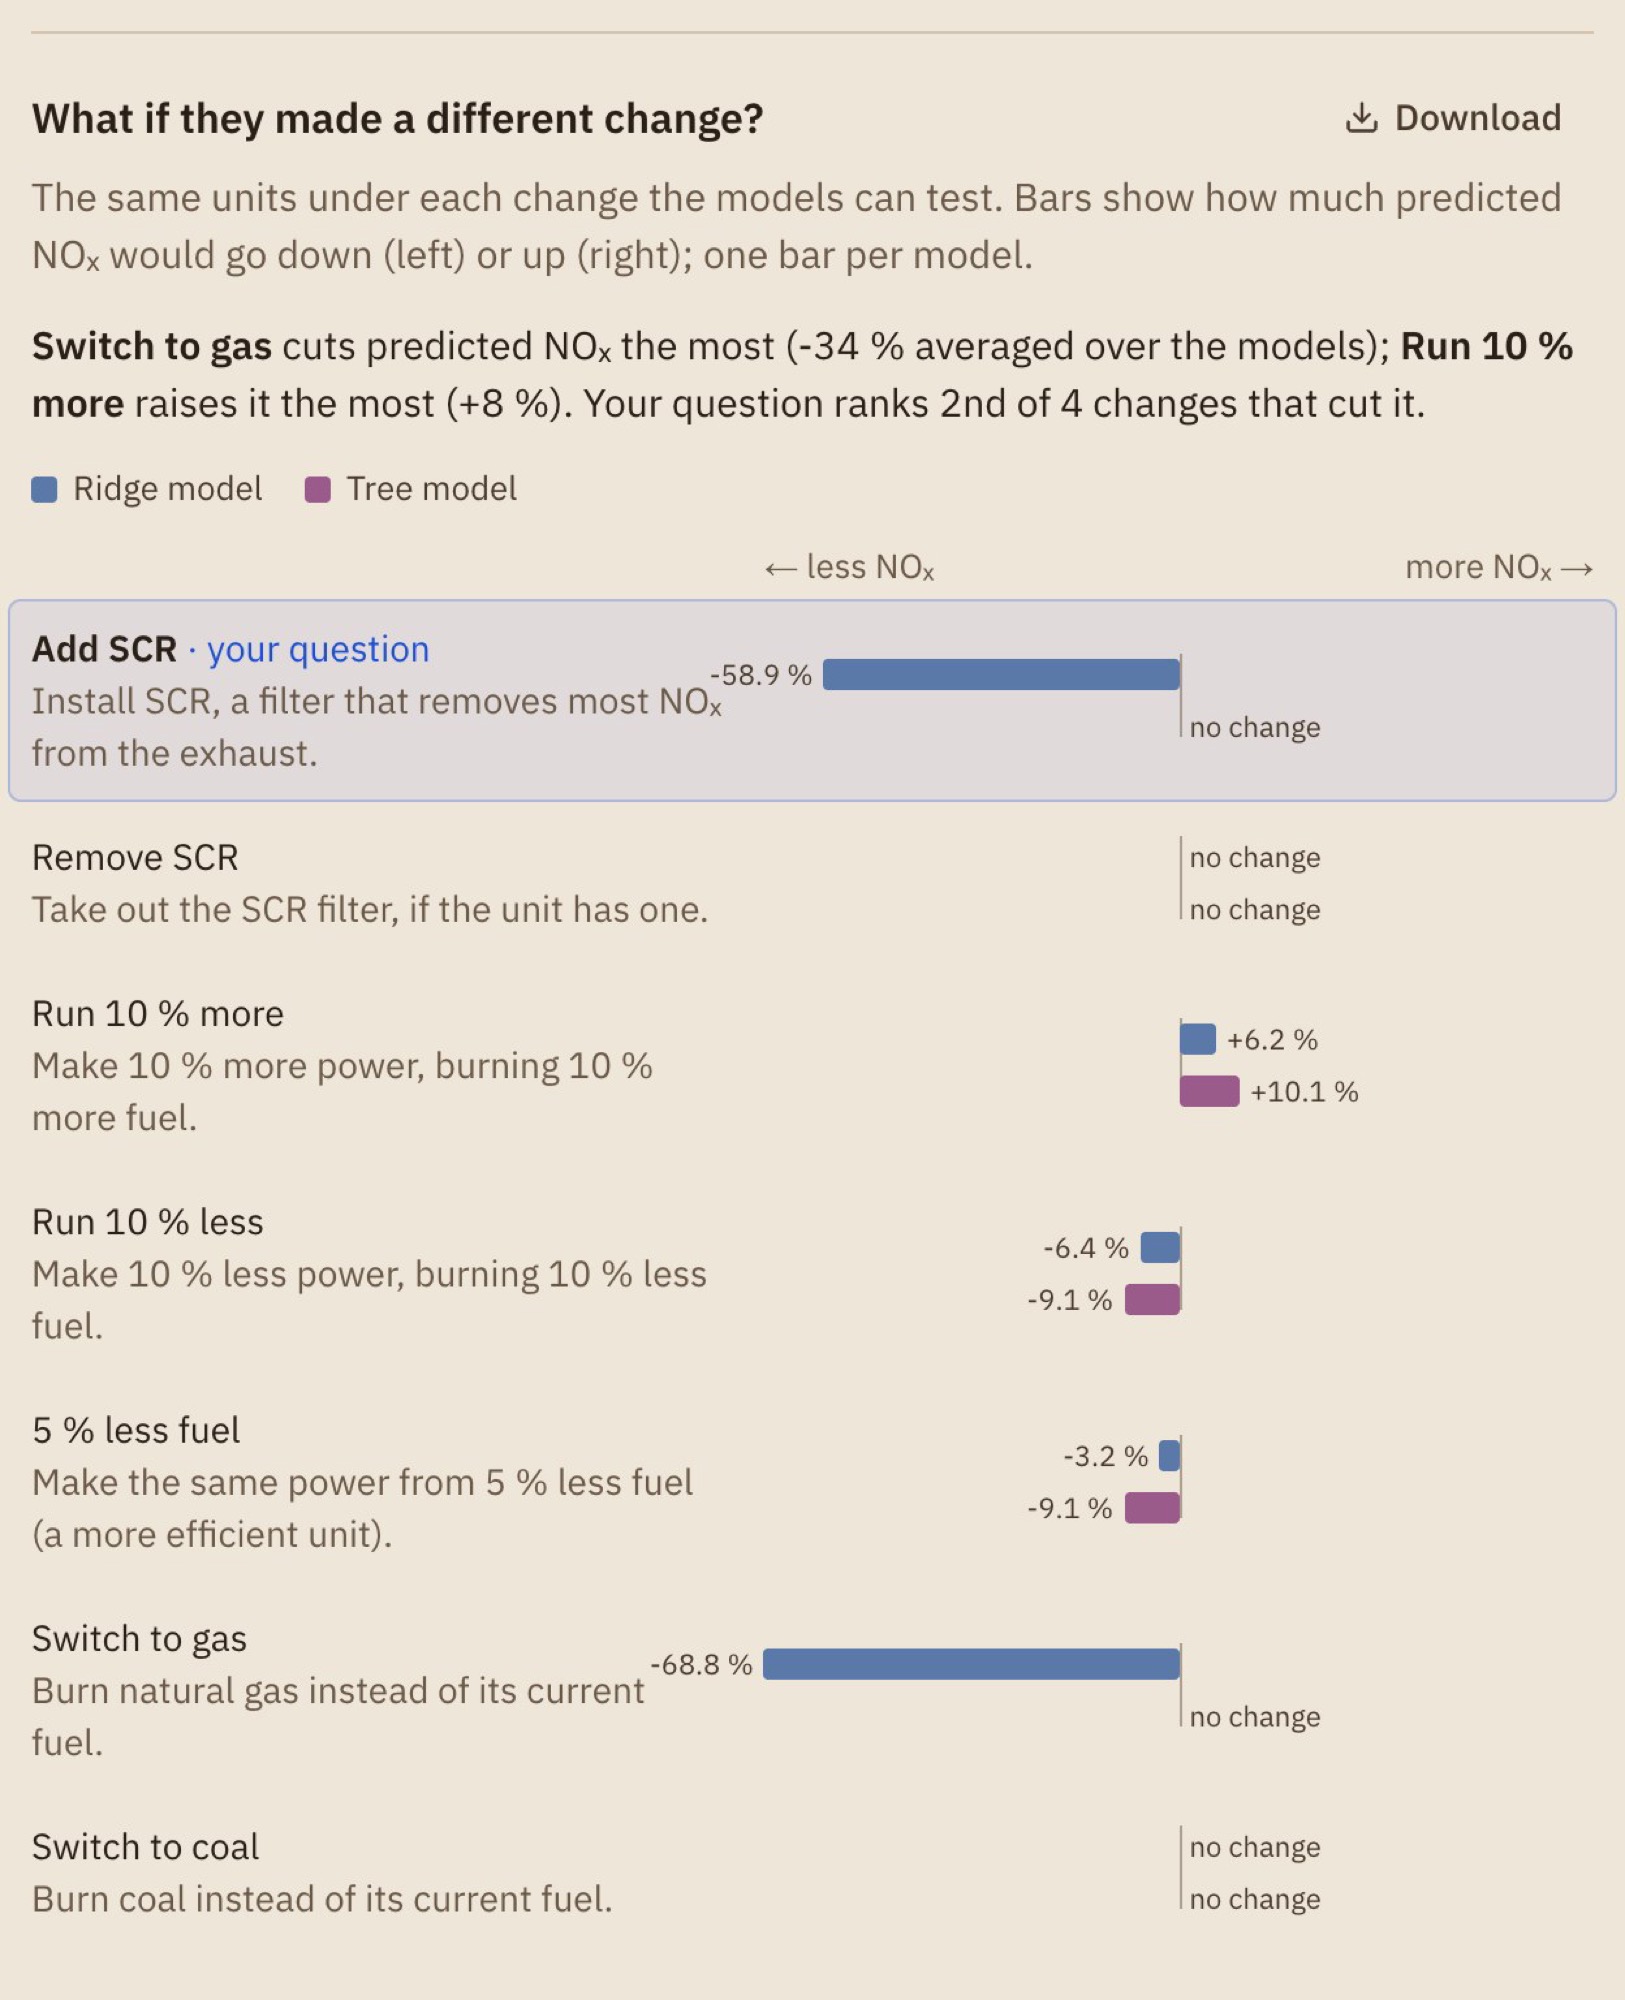 What if they made a different change?
Download
The same units under each change the models can test. Bars show how much predicted
NOₓ would go down (left) or up (right); one bar per model.
Switch to gas cuts predicted NOₓ the most (-34 % averaged over the models); Run 10 %
more raises it the most (+8 %). Your question ranks 2nd of 4 changes that cut it.
Ridge model Tree model
← less NOₓ more NOₓ →
Add SCR · your question
Install SCR, a filter that removes most NOₓ
from the exhaust.
-58.9 %
no change
Remove SCR
Take out the SCR filter, if the unit has one.
no change
no change
Run 10 % more
Make 10 % more power, burning 10 %
more fuel.
+6.2 %
+10.1 %
Run 10 % less
Make 10 % less power, burning 10 % less
fuel.
-6.4 %
-9.1 %
5 % less fuel
Make the same power from 5 % less fuel
(a more efficient unit).
-3.2 %
-9.1 %
Switch to gas
Burn natural gas instead of its current
fuel.
-68.8 %
no change
Switch to coal
Burn coal instead of its current fuel.
no change
no change